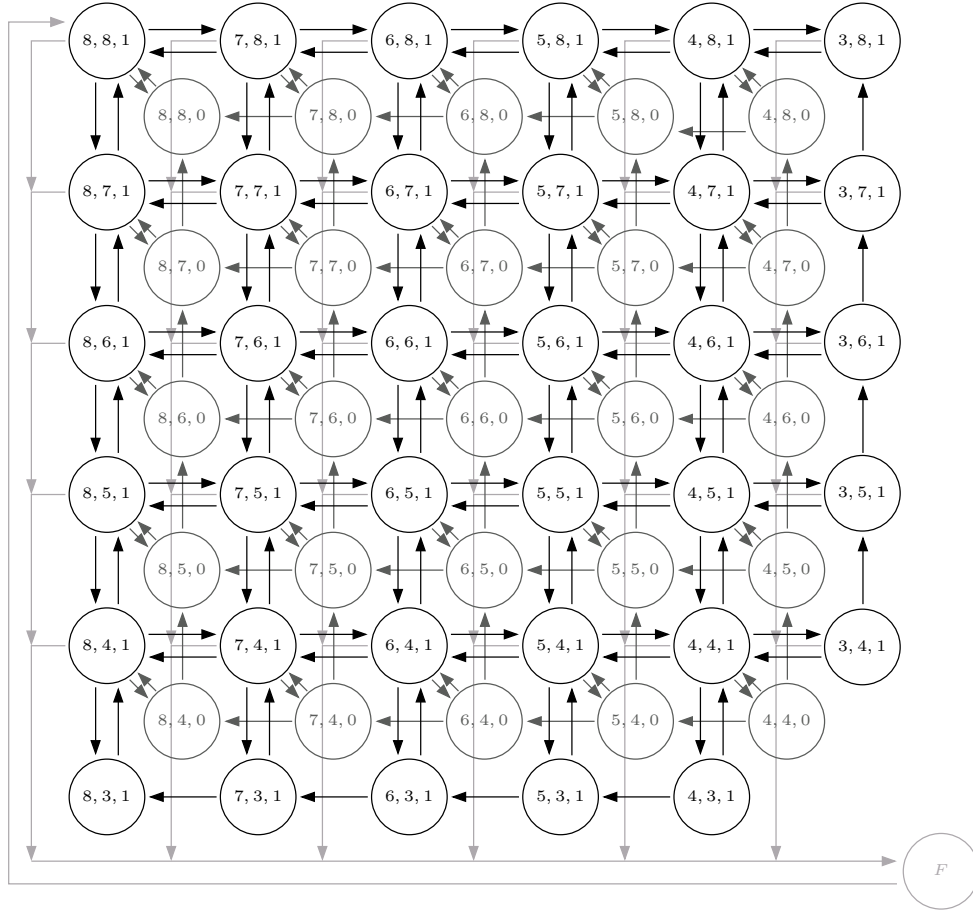 8, 8, 1 7, 8, 1 6, 8, 1 5, 8, 1 4, 8, 1 3, 8, 1
8, 8, 0 7, 8, 0 6, 8, 0 5, 8, 0 4, 8, 0
8, 7, 1 7, 7, 1 6, 7, 1 5, 7, 1 4, 7, 1 3, 7, 1
8, 7, 0 7, 7, 0 6, 7, 0 5, 7, 0 4, 7, 0
8, 6, 1 7, 6, 1 6, 6, 1 5, 6, 1 4, 6, 1 3, 6, 1
8, 6, 0 7, 6, 0 6, 6, 0 5, 6, 0 4, 6, 0
8, 5, 1 7, 5, 1 6, 5, 1 5, 5, 1 4, 5, 1 3, 5, 1
8, 5, 0 7, 5, 0 6, 5, 0 5, 5, 0 4, 5, 0
8, 4, 1 7, 4, 1 6, 4, 1 5, 4, 1 4, 4, 1 3, 4, 1
8, 4, 0 7, 4, 0 6, 4, 0 5, 4, 0 4, 4, 0
8, 3, 1 7, 3, 1 6, 3, 1 5, 3, 1 4, 3, 1
F